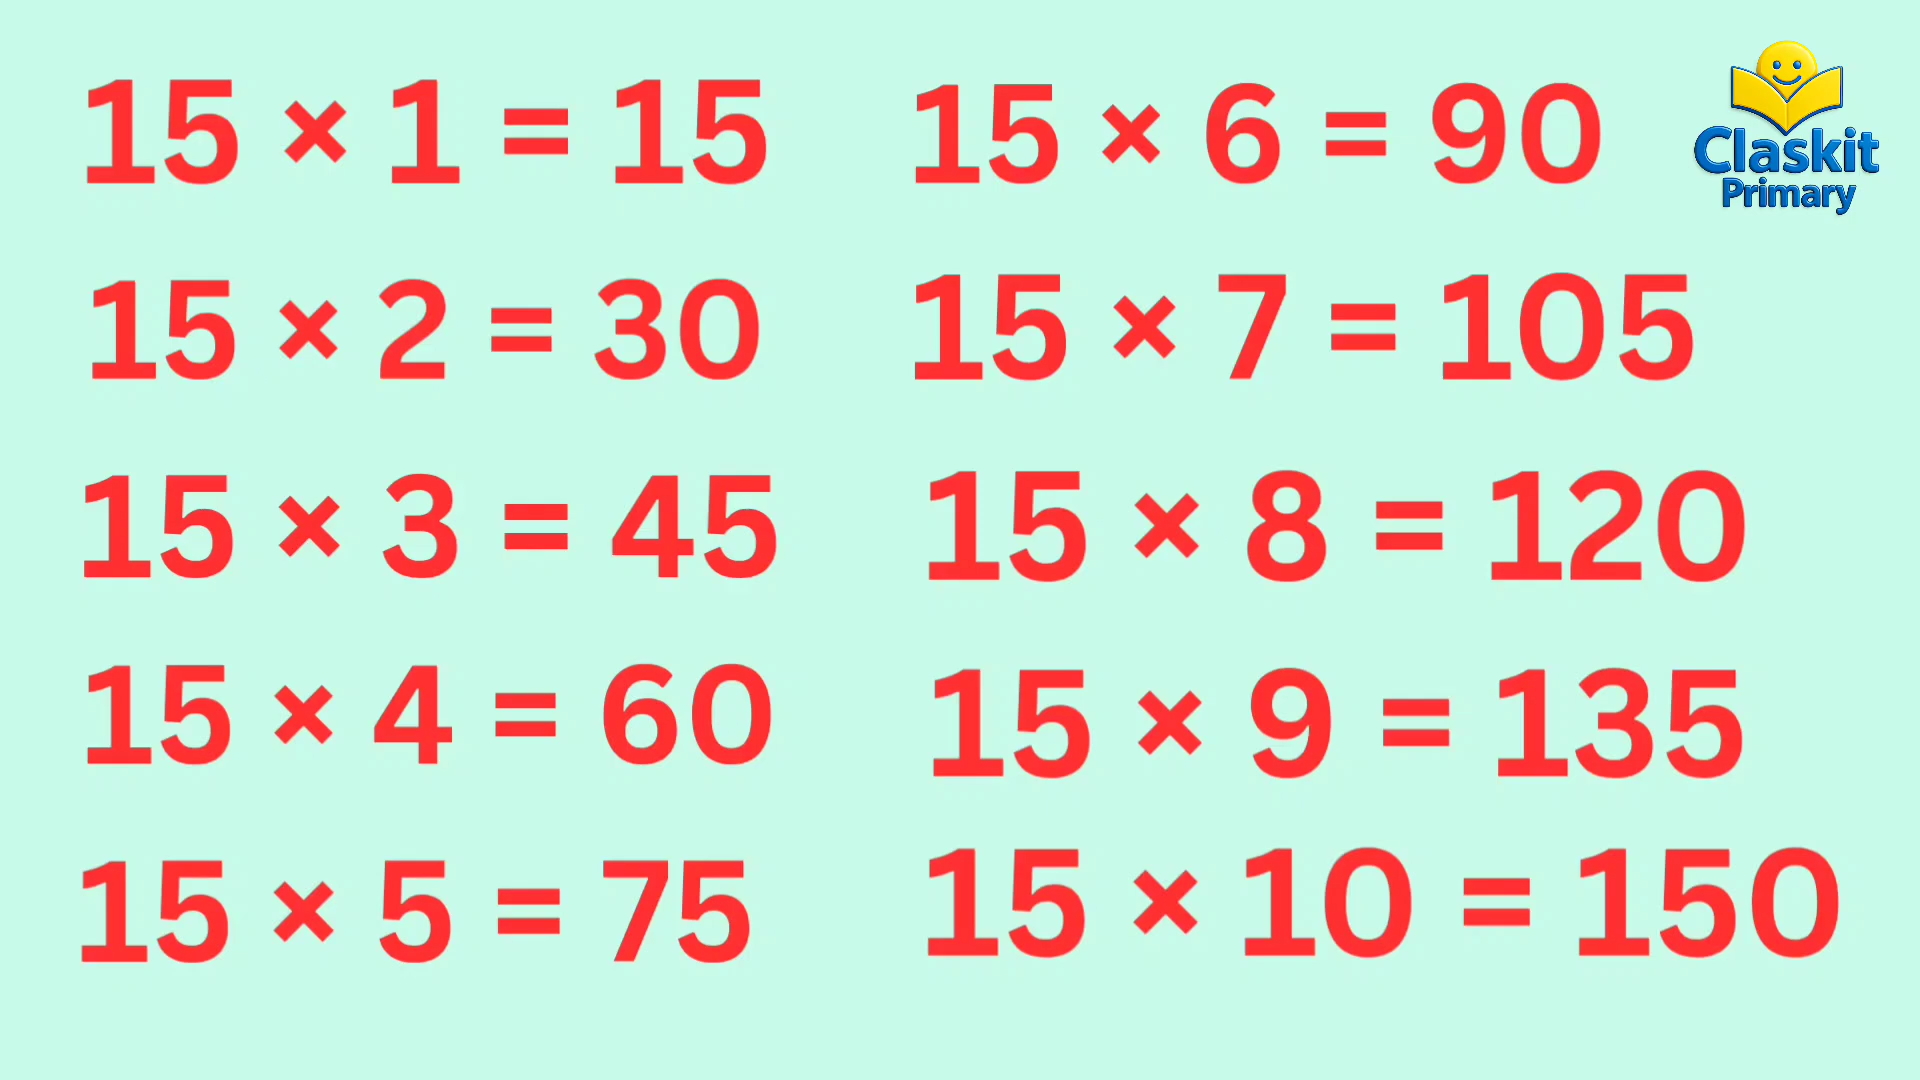 15 × 1 = 15
15 × 2 = 30
15 × 3 = 45
15 × 4 = 60
15 × 5 = 75
15 × 6 = 90
15 × 7 = 105
15 × 8 = 120
15 × 9 = 135
15 × 10 = 150
Claskit
Primary